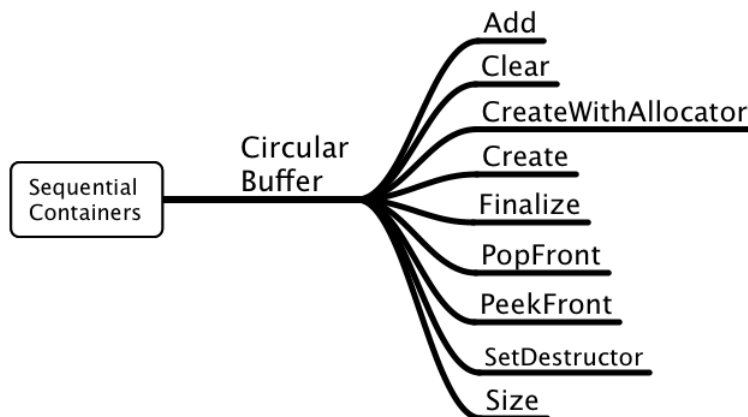 Sequential
Containers
Circular
Buffer
Add
Clear
CreateWithAllocator
Create
Finalize
PopFront
PeekFront
SetDestructor
Size